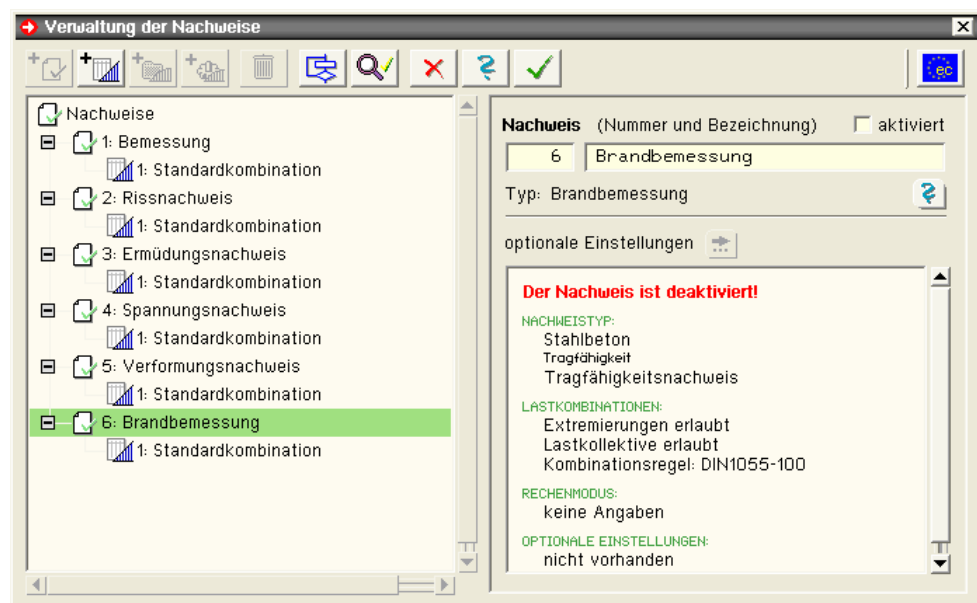 Verwaltung der Nachweise
ec
Nachweise
1: Bemessung
1: Standardkombination
2: Rissnachweis
1: Standardkombination
3: Ermüdungsnachweis
1: Standardkombination
4: Spannungsnachweis
1: Standardkombination
5: Verformungsnachweis
1: Standardkombination
6: Brandbemessung
1: Standardkombination
Nachweis (Nummer und Bezeichnung) aktiviert
6 Brandbemessung
Typ: Brandbemessung
optionale Einstellungen
Der Nachweis ist deaktiviert!
NACHWEISTYP:
Stahlbeton
Tragfähigkeit
Tragfähigkeitsnachweis
LASTKOMBINATIONEN:
Extremierungen erlaubt
Lastkollektive erlaubt
Kombinationsregel: DIN1055-100
RECHENMODUS:
keine Angaben
OPTIONALE EINSTELLUNGEN:
nicht vorhanden